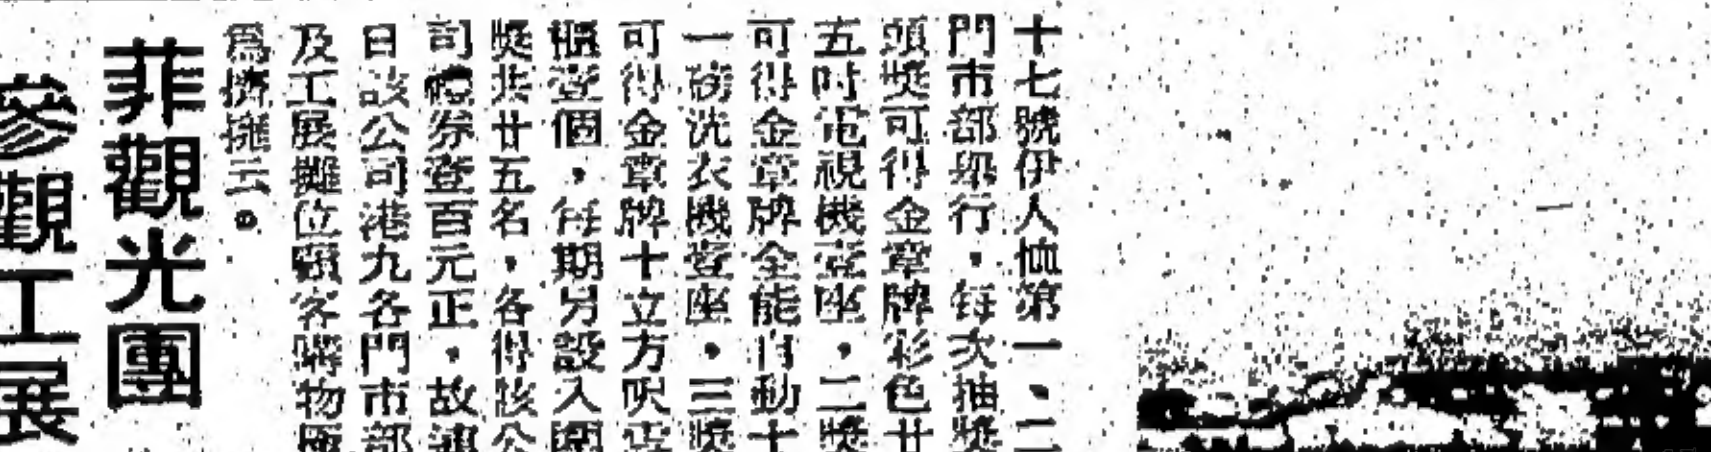 十七號伊人恤第一、二
門市部舉行，每次抽獎
頭獎可得金章牌彩色廿
五吋電視機壹座，二獎
可得金章牌全能自動十
一磅洗衣機壹座，三獎
可得金章牌十立方呎雪
櫃壹個，每期另設入圍
獎共廿五名，各得該公
司禮券壹百元正，故連
日該公司港九各門市部
及工展攤位顧客購物極
為擠擁云。
菲觀光團
參觀工展